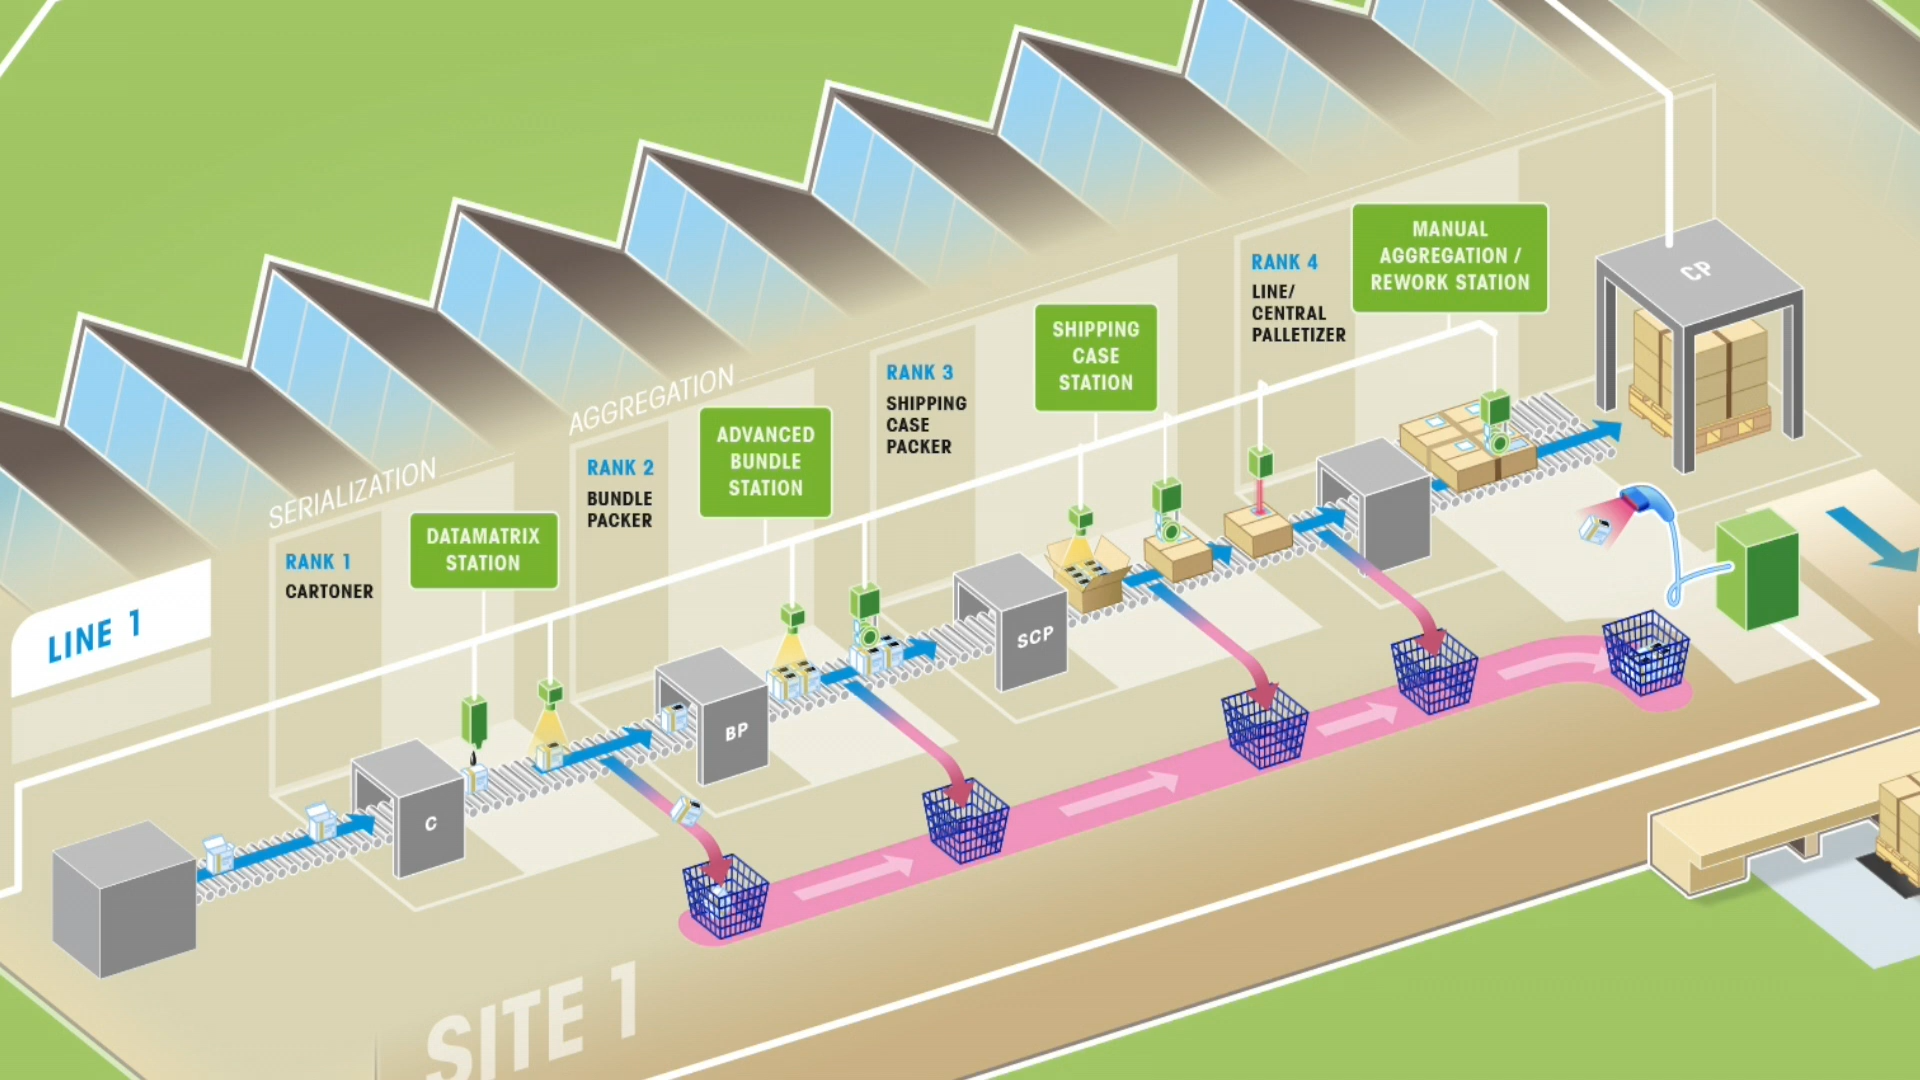 LINE 1
SERIALIZATION
RANK 1
CARTONER
DATAMATRIX
STATION
C
AGGREGATION
RANK 2
BUNDLE
PACKER
ADVANCED
BUNDLE
STATION
BP
RANK 3
SHIPPING
CASE
PACKER
SHIPPING
CASE
STATION
SCP
RANK 4
LINE/
CENTRAL
PALLETIZER
MANUAL
AGGREGATION /
REWORK STATION
CP
SITE 1